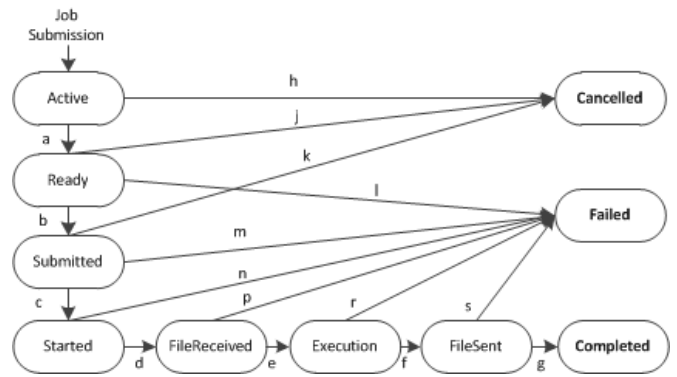 Job
Submission
h
Active
Cancelled
j
a
k
Ready
l
Failed
b
m
Submitted
n
p
r
s
c
Started
FileReceived
Execution
FileSent
Completed
d
e
f
g